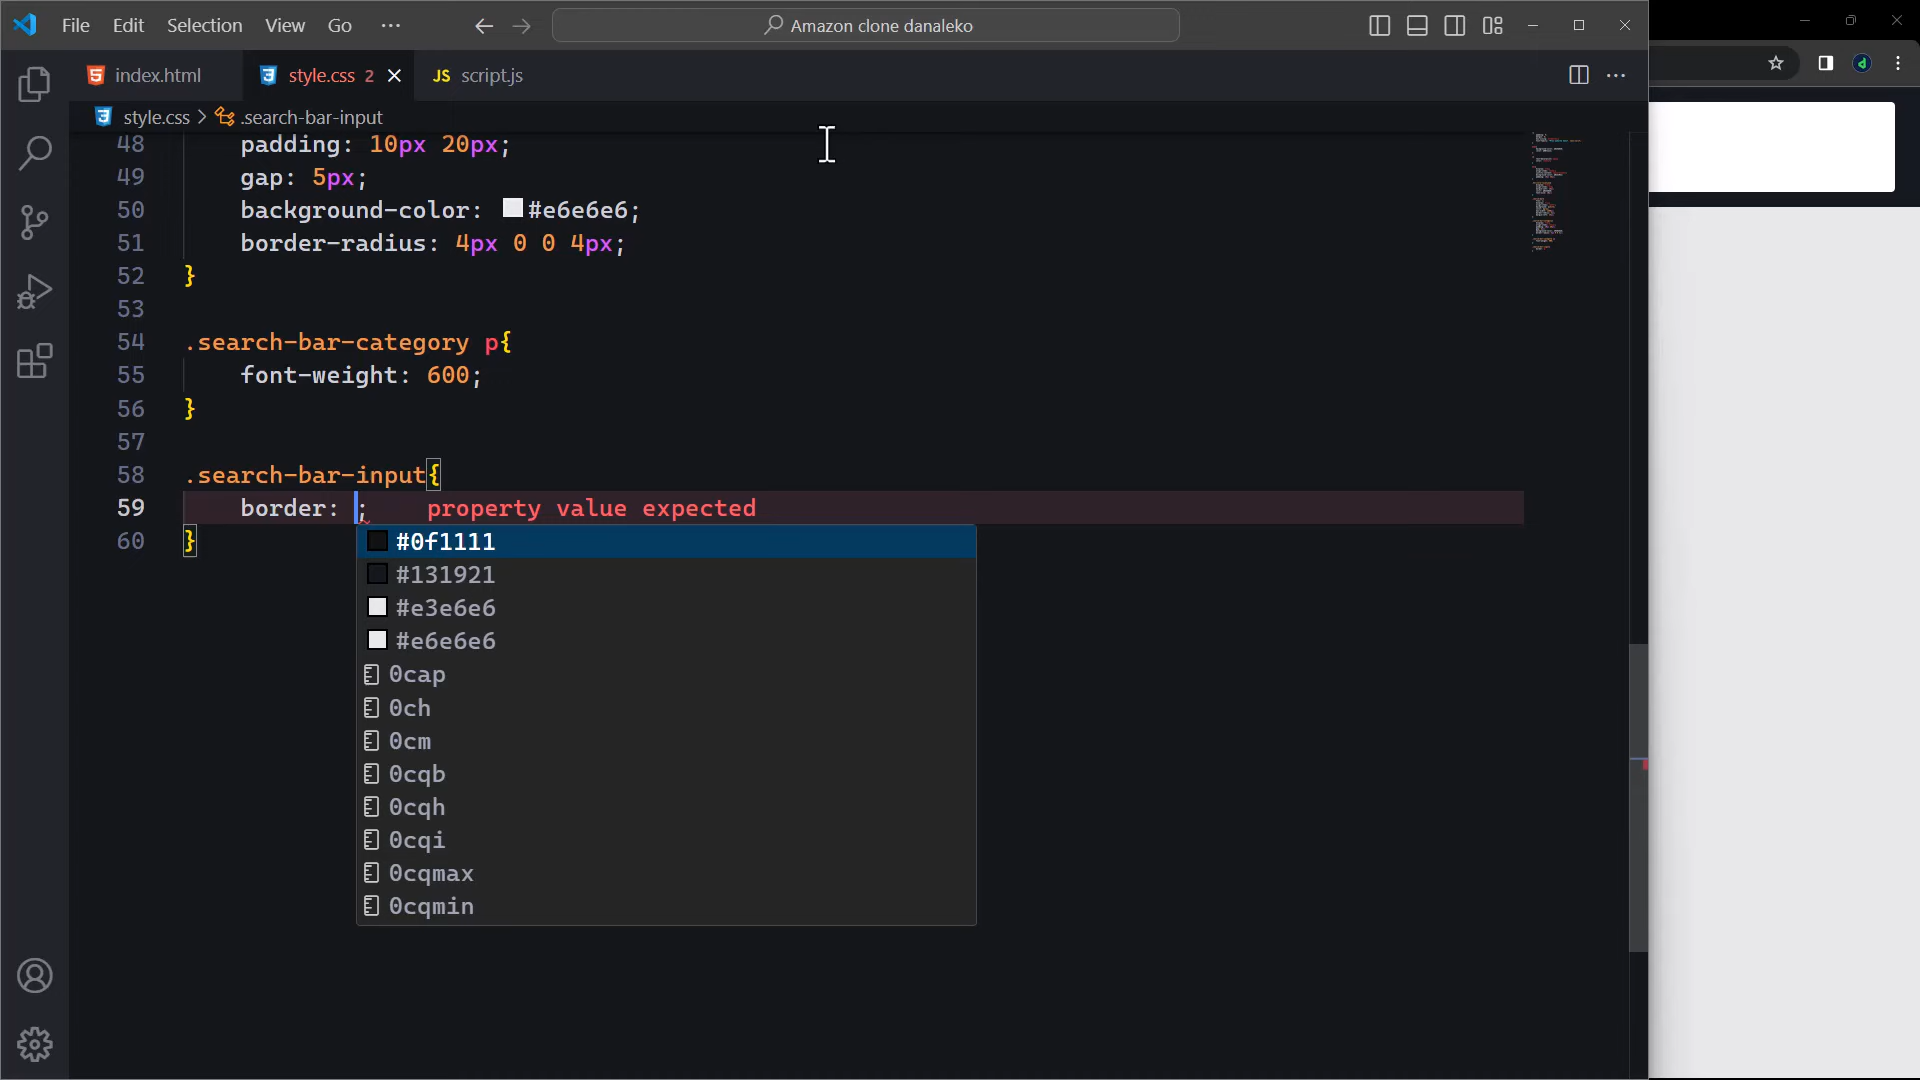 File Edit Selection View Go ··· Amazon clone danaleko
index.html style.css 2 JS script.js
style.css > .search-bar-input
48 padding: 10px 20px;
49 gap: 5px;
50 background-color: #e6e6e6;
51 border-radius: 4px 0 0 4px;
52 }
53
54 .search-bar-category p{
55 font-weight: 600;
56 }
57
58 .search-bar-input{
59 border: ; property value expected
60 }
#0f1111
#131921
#e3e6e6
#e6e6e6
0cap
0ch
0cm
0cqb
0cqh
0cqi
0cqmax
0cqmin